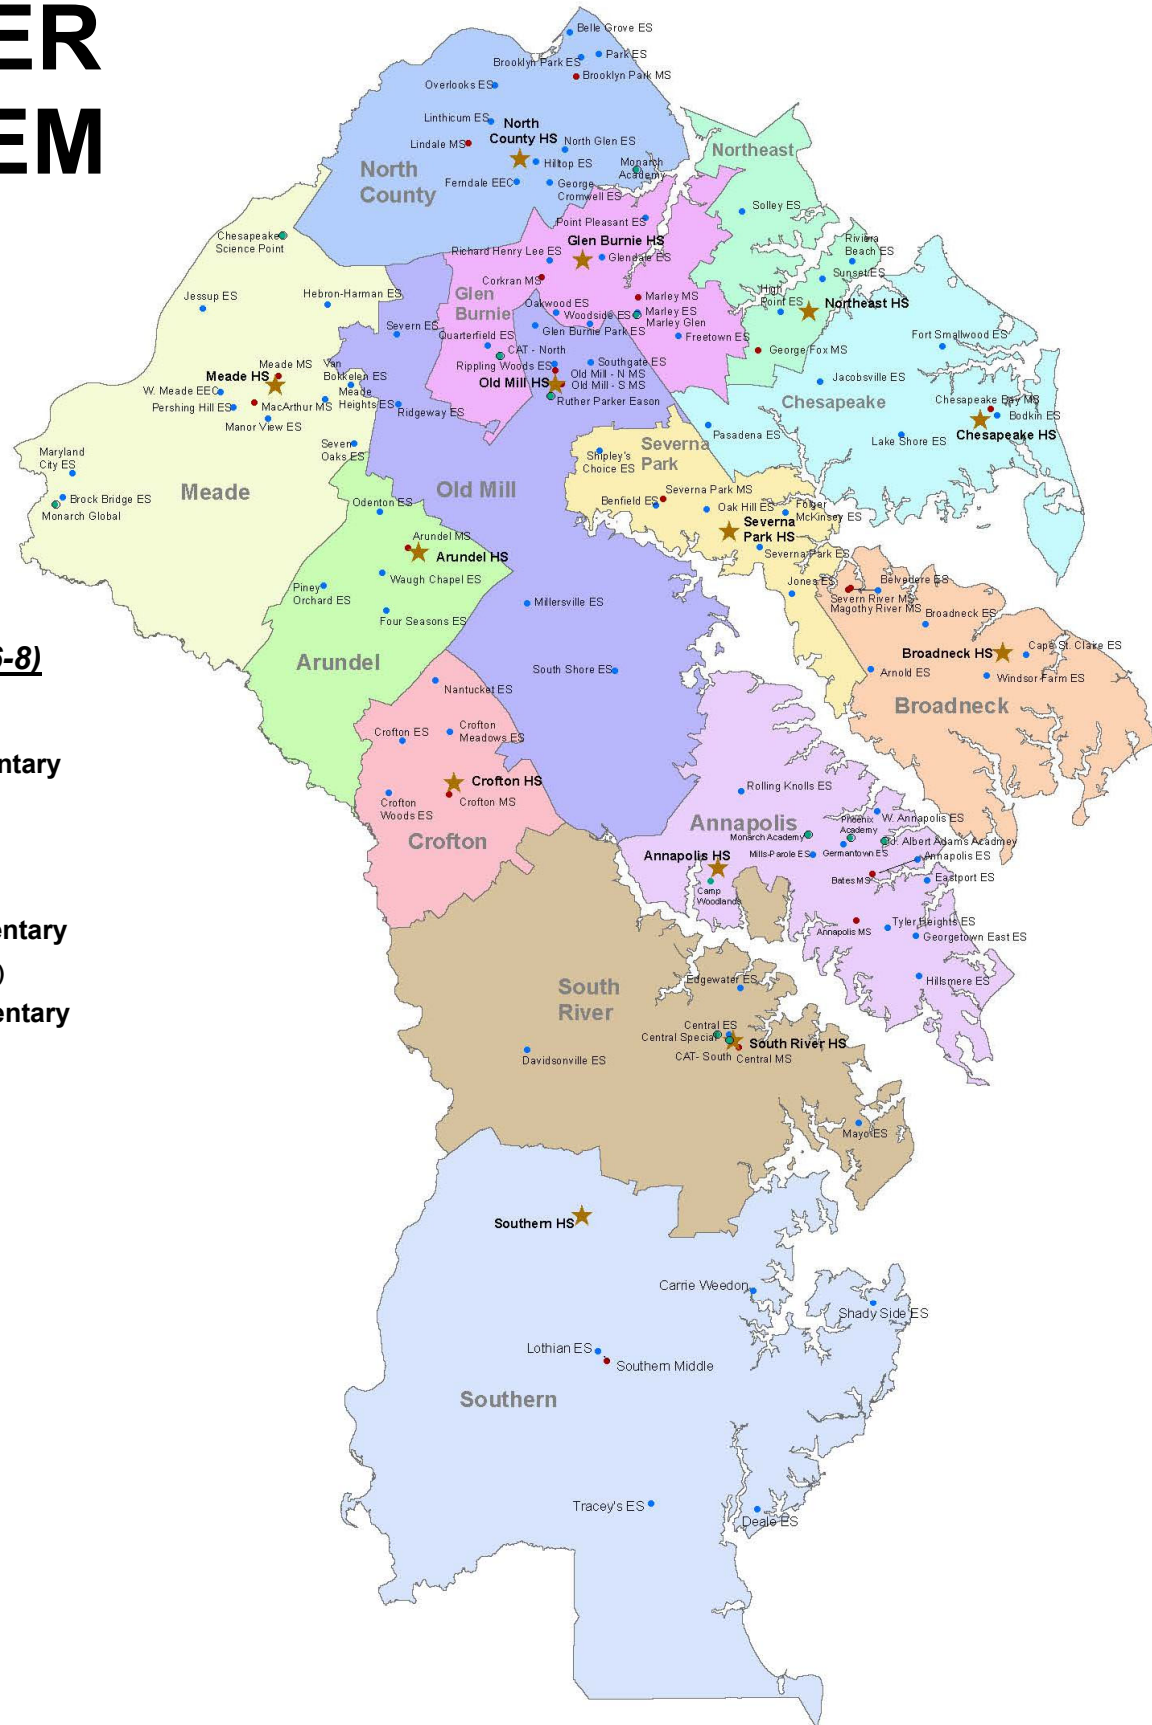 ER
EM
6-8)
ntary
entary
)
entary
Belle Grove ES
Park ES
Brooklyn Park ES
Brooklyn Park MS
Overlooks ES
Linthicum ES
North
County HS
Lindale MS
North Glen ES
Hilltop ES
Monarch
Academy
North
County
Ferndale EEC
George
Cromwell ES
Northeast
Solley ES
Riviera
Beach ES
Sunset ES
High
Point ES
Northeast HS
George Fox MS
Chesapeake
Science Point
Jessup ES
Hebron-Harman ES
Point Pleasant ES
Glen Burnie HS
Richard Henry Lee ES
Glendale ES
Corkran MS
Glen
Burnie
Marley MS
Oakwood ES
Woodside ES
Marley ES
Marley Glen
Glen Burnie Park ES
Freetown ES
Severn ES
Quarterfield ES
CAT - North
Rippling Woods ES
Southgate ES
Old Mill - N MS
Old Mill HS
Old Mill - S MS
Ruther Parker Eason
Fort Smallwood ES
Jacobsville ES
Chesapeake
Chesapeake Bay MS
Bodkin ES
Chesapeake HS
Lake Shore ES
Pasadena ES
Meade MS
Meade HS
Van
Bokkelen ES
W. Meade EEC
Meade
Heights ES
Pershing Hill ES
MacArthur MS
Manor View ES
Ridgeway ES
Seven
Oaks ES
Maryland
City ES
Brock Bridge ES
Monarch Global
Meade
Old Mill
Severna
Park
Shipley's
Choice ES
Severna Park MS
Benfield ES
Oak Hill ES
Folger
McKinsey ES
Severna
Park HS
Severna Park ES
Jones ES
Odenton ES
Arundel MS
Arundel HS
Waugh Chapel ES
Piney
Orchard ES
Four Seasons ES
Arundel
Millersville ES
South Shore ES
Belvedere ES
Severn River MS
Magothy River MS
Broadneck ES
Broadneck HS
Cape St. Claire ES
Arnold ES
Windsor Farm ES
Broadneck
Nantucket ES
Crofton ES
Crofton
Meadows ES
Crofton HS
Crofton MS
Crofton
Woods ES
Crofton
Rolling Knolls ES
Annapolis
Phoenix
Academy
W. Annapolis ES
Monarch Academy
J. Albert Adams Acadmey
Annapolis HS
Mills-Parole ES
Germantown ES
Annapolis ES
Bates MS
Eastport ES
Camp
Woodlands
Annapolis MS
Tyler Heights ES
Georgetown East ES
Hillsmere ES
South
River
Edgewater ES
Central ES
Central Special
South River HS
CAT- South
Central MS
Davidsonville ES
Mayo ES
Southern HS
Carrie Weedon
Shady Side ES
Lothian ES
Southern Middle
Southern
Tracey's ES
Deale ES